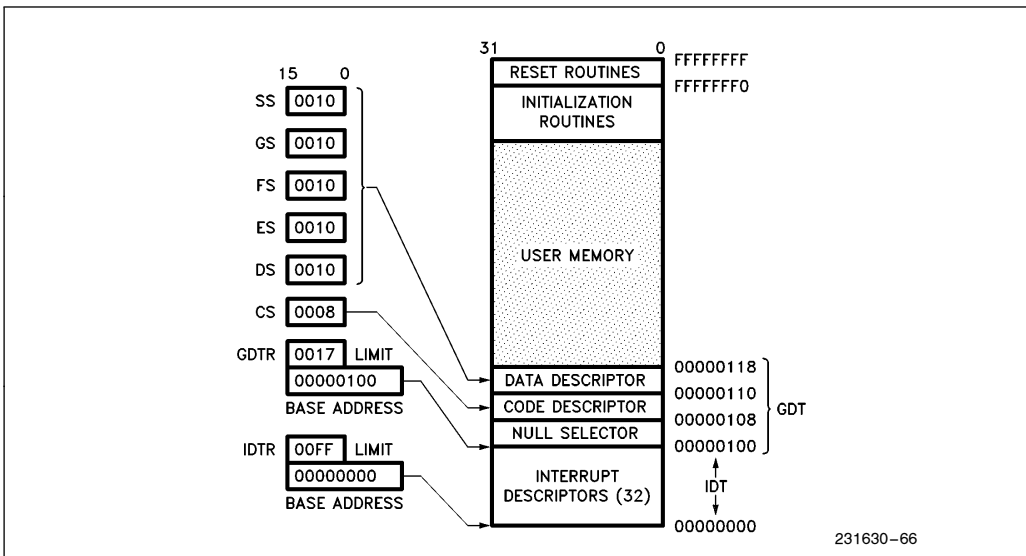 31 0
FFFFFFFF
RESET ROUTINES
FFFFFFF0
INITIALIZATION
ROUTINES
15 0
SS 0010
GS 0010
FS 0010
ES 0010
DS 0010
CS 0008
GDTR 0017 LIMIT
00000100
BASE ADDRESS
IDTR 00FF LIMIT
00000000
BASE ADDRESS
USER MEMORY
00000118
DATA DESCRIPTOR
00000110
CODE DESCRIPTOR
00000108
NULL SELECTOR
00000100
GDT
INTERRUPT
DESCRIPTORS (32)
IDT
00000000
231630-66